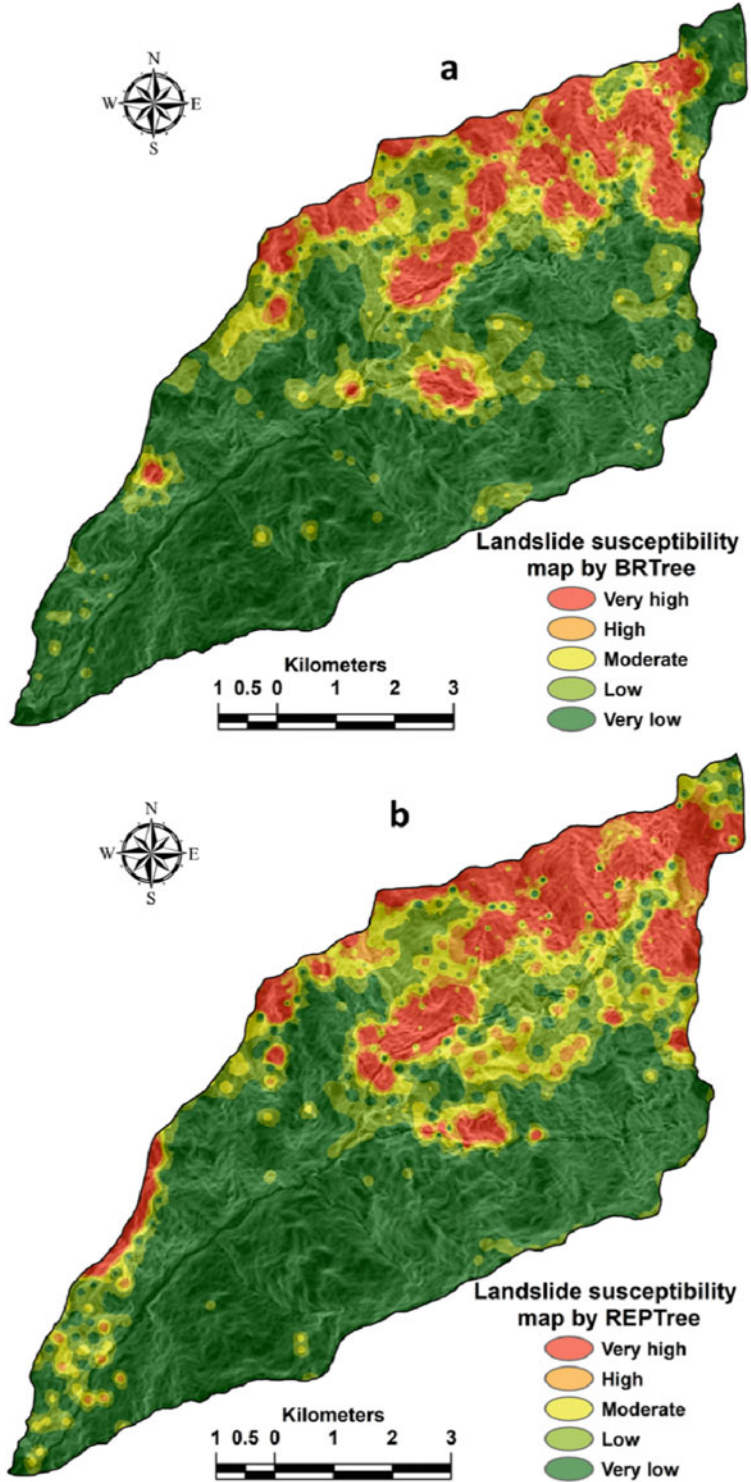 a
N
W E
S
Landslide susceptibility
map by BRTree
Very high
High
Moderate
Low
Very low
Kilometers
1 0.5 0 1 2 3
b
N
W E
S
Landslide susceptibility
map by REPTree
Very high
High
Moderate
Low
Very low
Kilometers
1 0.5 0 1 2 3